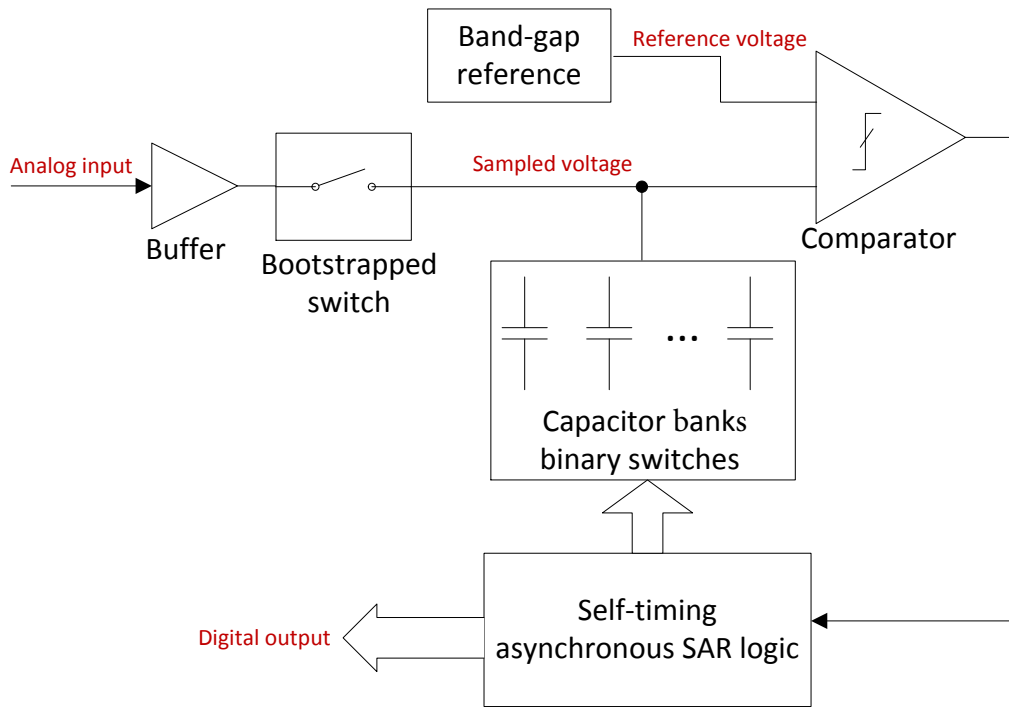 Band-gap
reference
Reference voltage
Analog input
Sampled voltage
Buffer
Bootstrapped
switch
Comparator
...
Capacitor banks
binary switches
Self-timing
asynchronous SAR logic
Digital output